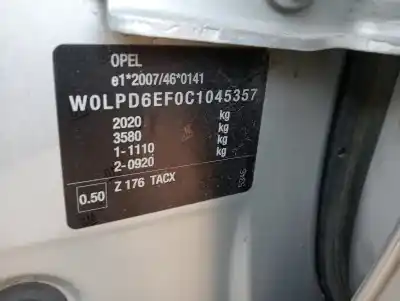 OPEL
e1*2007/46*0141
W0LPD6EF0C1045357
2020 kg
3580 kg
1-1110 kg
2-0920
0.50 Z 176 TACX